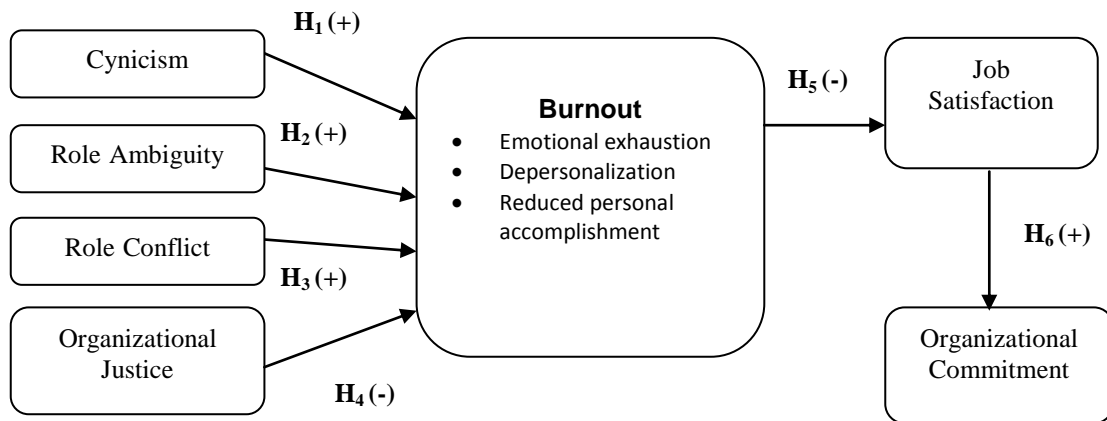 H1 (+)
Cynicism
H2 (+)
Role Ambiguity
Role Conflict
H3 (+)
Organizational
Justice
H4 (-)
Burnout
• Emotional exhaustion
• Depersonalization
• Reduced personal
accomplishment
H5 (-)
Job
Satisfaction
H6 (+)
Organizational
Commitment